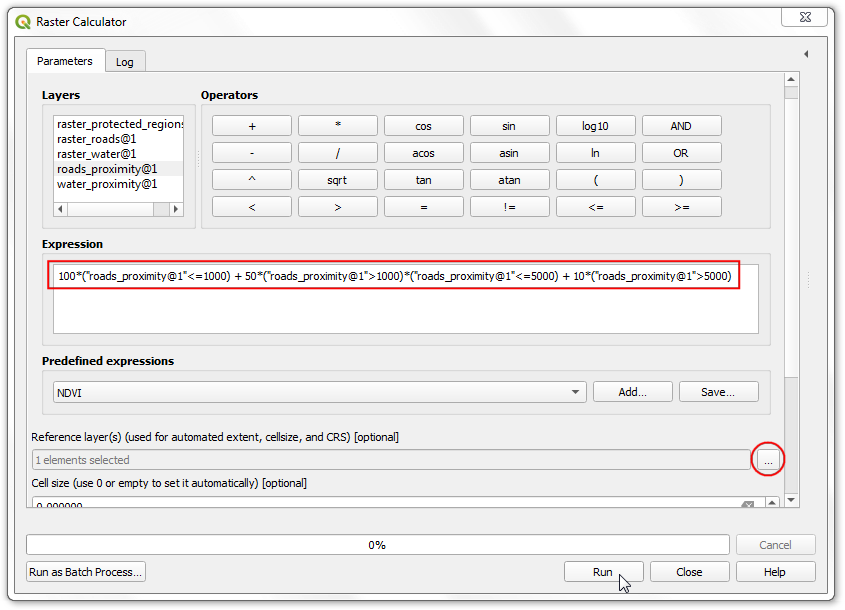 Raster Calculator
Parameters
Log
Layers
raster_protected_regions
raster_roads@1
raster_water@1
roads_proximity@1
water_proximity@1
Operators
+ * cos sin log10 AND
- / acos asin ln OR
^ sqrt tan atan ( )
< > = != <= >=
Expression
100*("roads_proximity@1"<=1000) + 50*("roads_proximity@1">1000)*("roads_proximity@1"<=5000) + 10*("roads_proximity@1">5000)
Predefined expressions
NDVI
Add...
Save...
Reference layer(s) (used for automated extent, cellsize, and CRS) [optional]
1 elements selected
...
Cell size (use 0 or empty to set it automatically) [optional]
0.000000
0%
Cancel
Run as Batch Process...
Run
Close
Help